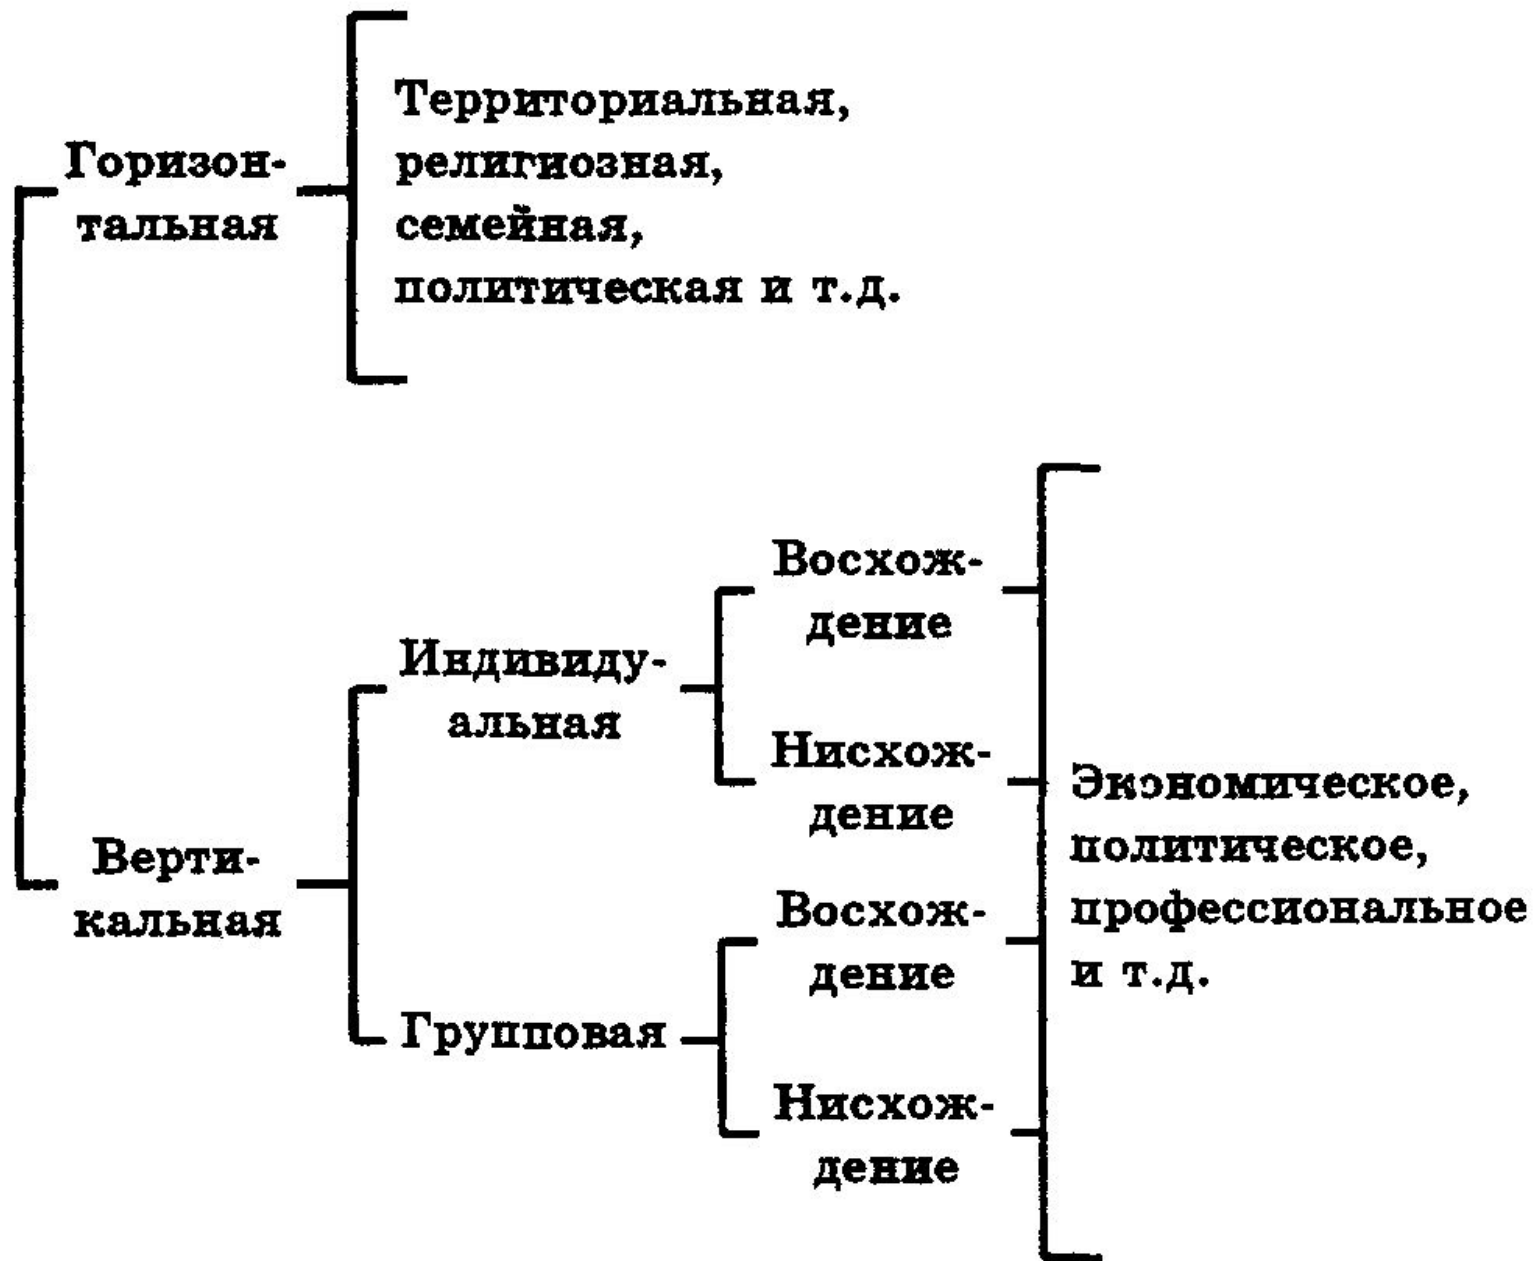 Горизон-
тальная
Территориальная,
религиозная,
семейная,
политическая и т.д.
Верти-
кальная
Индивиду-
альная
Восхож-
дение
Нисхож-
дение
Групповая
Восхож-
дение
Нисхож-
дение
Экономическое,
политическое,
профессиональное
и т.д.